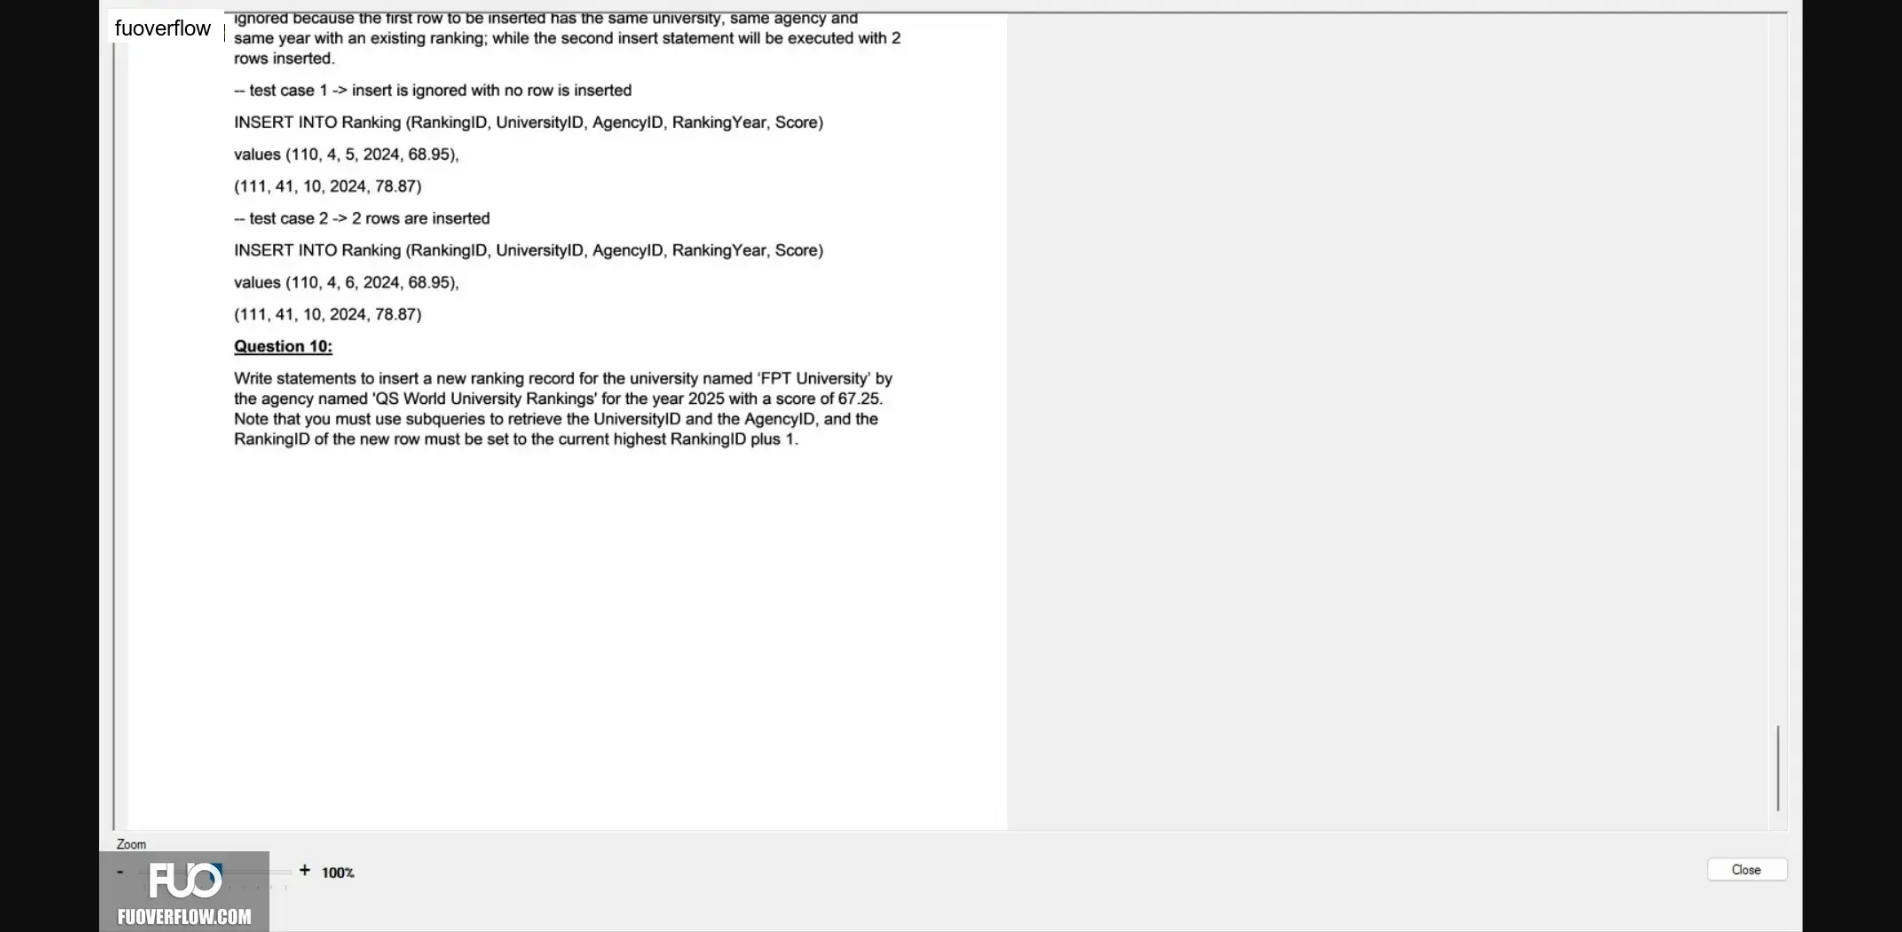 fuoverflow
ignored because the first row to be inserted has the same university, same agency and
same year with an existing ranking; while the second insert statement will be executed with 2
rows inserted.
-- test case 1 -> insert is ignored with no row is inserted
INSERT INTO Ranking (RankingID, UniversityID, AgencyID, RankingYear, Score)
values (110, 4, 5, 2024, 68.95),
(111, 41, 10, 2024, 78.87)
-- test case 2 -> 2 rows are inserted
INSERT INTO Ranking (RankingID, UniversityID, AgencyID, RankingYear, Score)
values (110, 4, 6, 2024, 68.95),
(111, 41, 10, 2024, 78.87)
Question 10:
Write statements to insert a new ranking record for the university named ‘FPT University’ by
the agency named 'QS World University Rankings' for the year 2025 with a score of 67.25.
Note that you must use subqueries to retrieve the UniversityID and the AgencyID, and the
RankingID of the new row must be set to the current highest RankingID plus 1.
Zoom
- + 100%
Close
FUO
FUOVERFLOW.COM